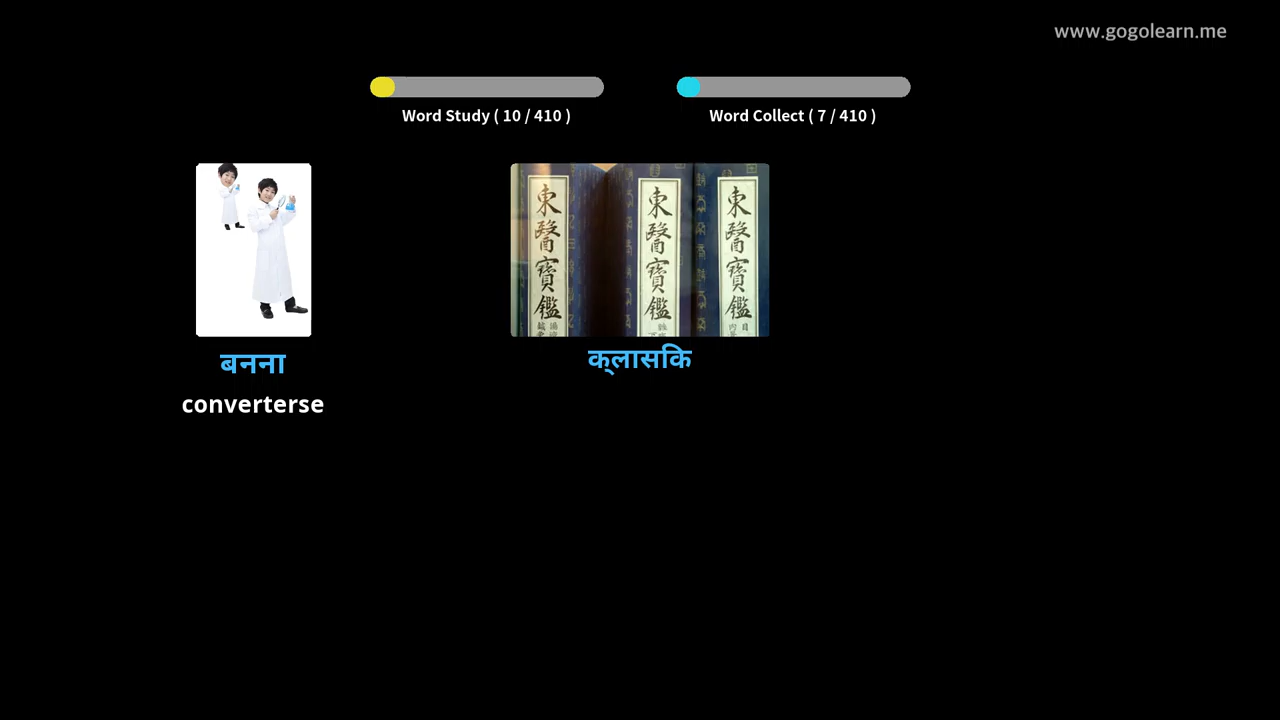 www.gogolearn.me
Word Study ( 10 / 410 )
Word Collect ( 7 / 410 )
東醫寶鑑
東醫寶鑑
東醫寶鑑
बनना
क्लासिक
converterse